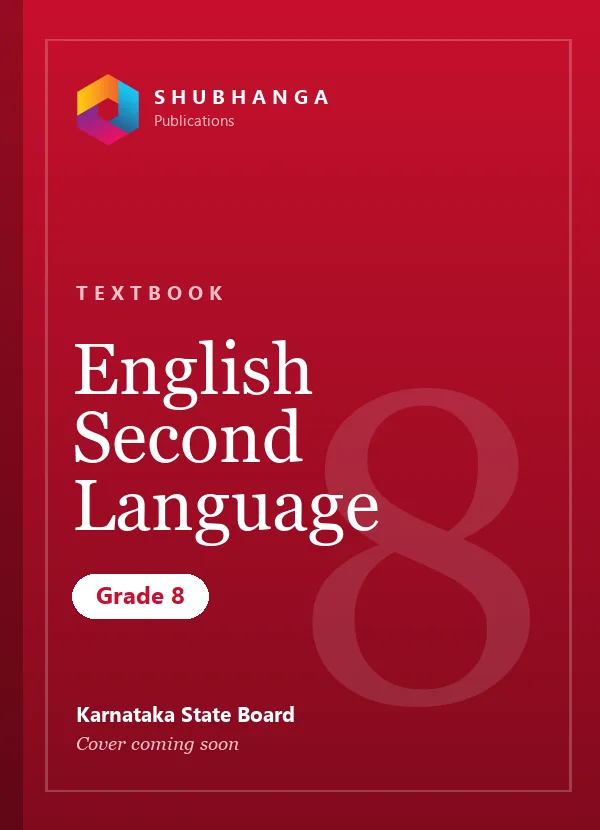 SHUBHANGA
Publications
TEXTBOOK
English
Second
Language
8
Grade 8
Karnataka State Board
Cover coming soon